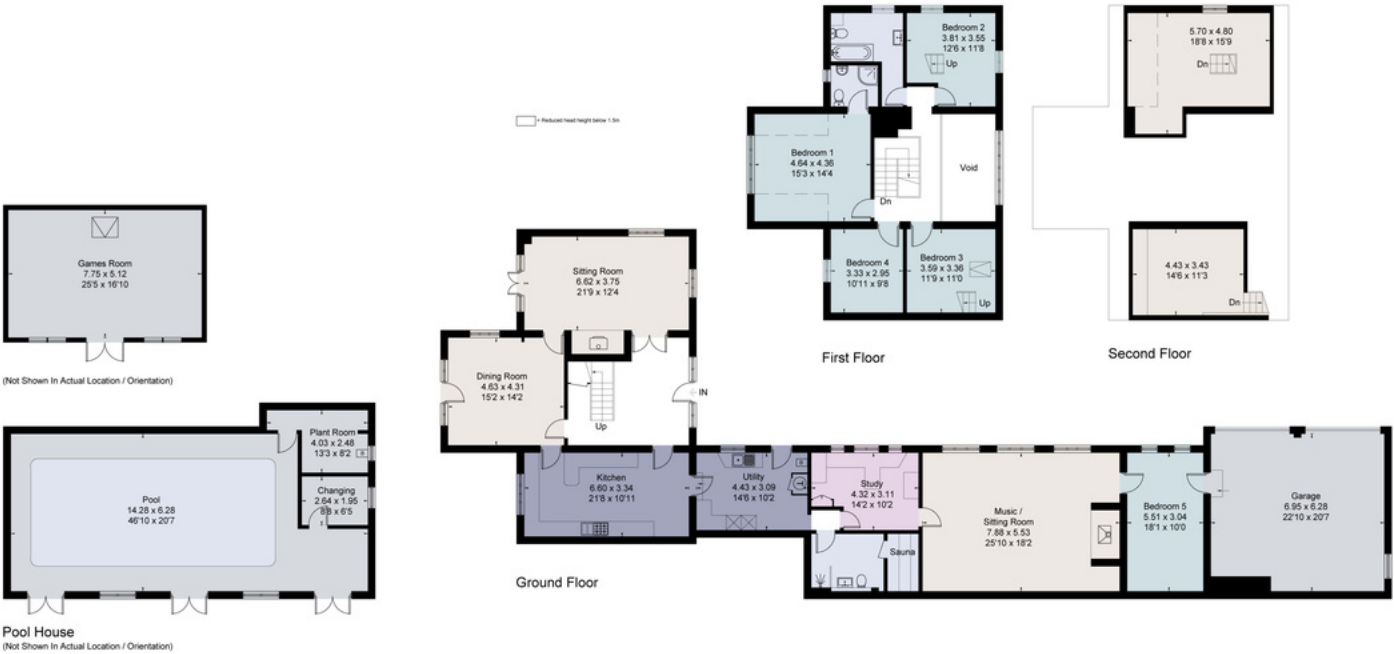 Games Room
7.75 x 5.12
25'5 x 16'10
(Not Shown In Actual Location / Orientation)
Plant Room
4.03 x 2.48
13'3 x 8'2
Changing
2.64 x 1.95
8'8 x 6'5
Pool
14.28 x 6.28
46'10 x 20'7
Pool House
(Not Shown In Actual Location / Orientation)
= Reduced head height below 1.5m
Sitting Room
6.62 x 3.75
21'9 x 12'4
Dining Room
4.63 x 4.31
15'2 x 14'2
IN
Up
Kitchen
6.60 x 3.34
21'8 x 10'11
Utility
4.43 x 3.09
14'6 x 10'2
Study
4.32 x 3.11
14'2 x 10'2
Sauna
Music /
Sitting Room
7.88 x 5.53
25'10 x 18'2
Bedroom 5
5.51 x 3.04
18'1 x 10'0
Garage
6.95 x 6.28
22'10 x 20'7
Ground Floor
Bedroom 2
3.81 x 3.55
12'6 x 11'8
Up
Bedroom 1
4.64 x 4.36
15'3 x 14'4
Void
Dn
Bedroom 4
3.33 x 2.95
10'11 x 9'8
Bedroom 3
3.59 x 3.36
11'9 x 11'0
Up
First Floor
5.70 x 4.80
18'8 x 15'9
Dn
4.43 x 3.43
14'6 x 11'3
Dn
Second Floor